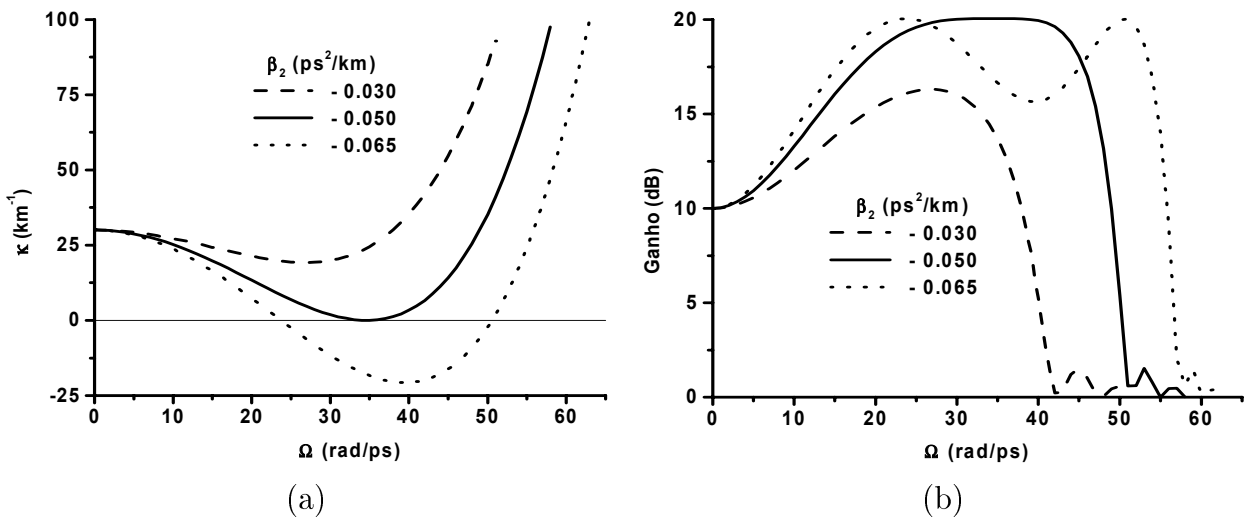 100
75
50
25
0
-25
κ (km-1)
β2 (ps2/km)
- 0.030
- 0.050
- 0.065
0 10 20 30 40 50 60
Ω (rad/ps)
(a)
20
15
10
5
0
Ganho (dB)
β2 (ps2/km)
- 0.030
- 0.050
- 0.065
0 10 20 30 40 50 60
Ω (rad/ps)
(b)